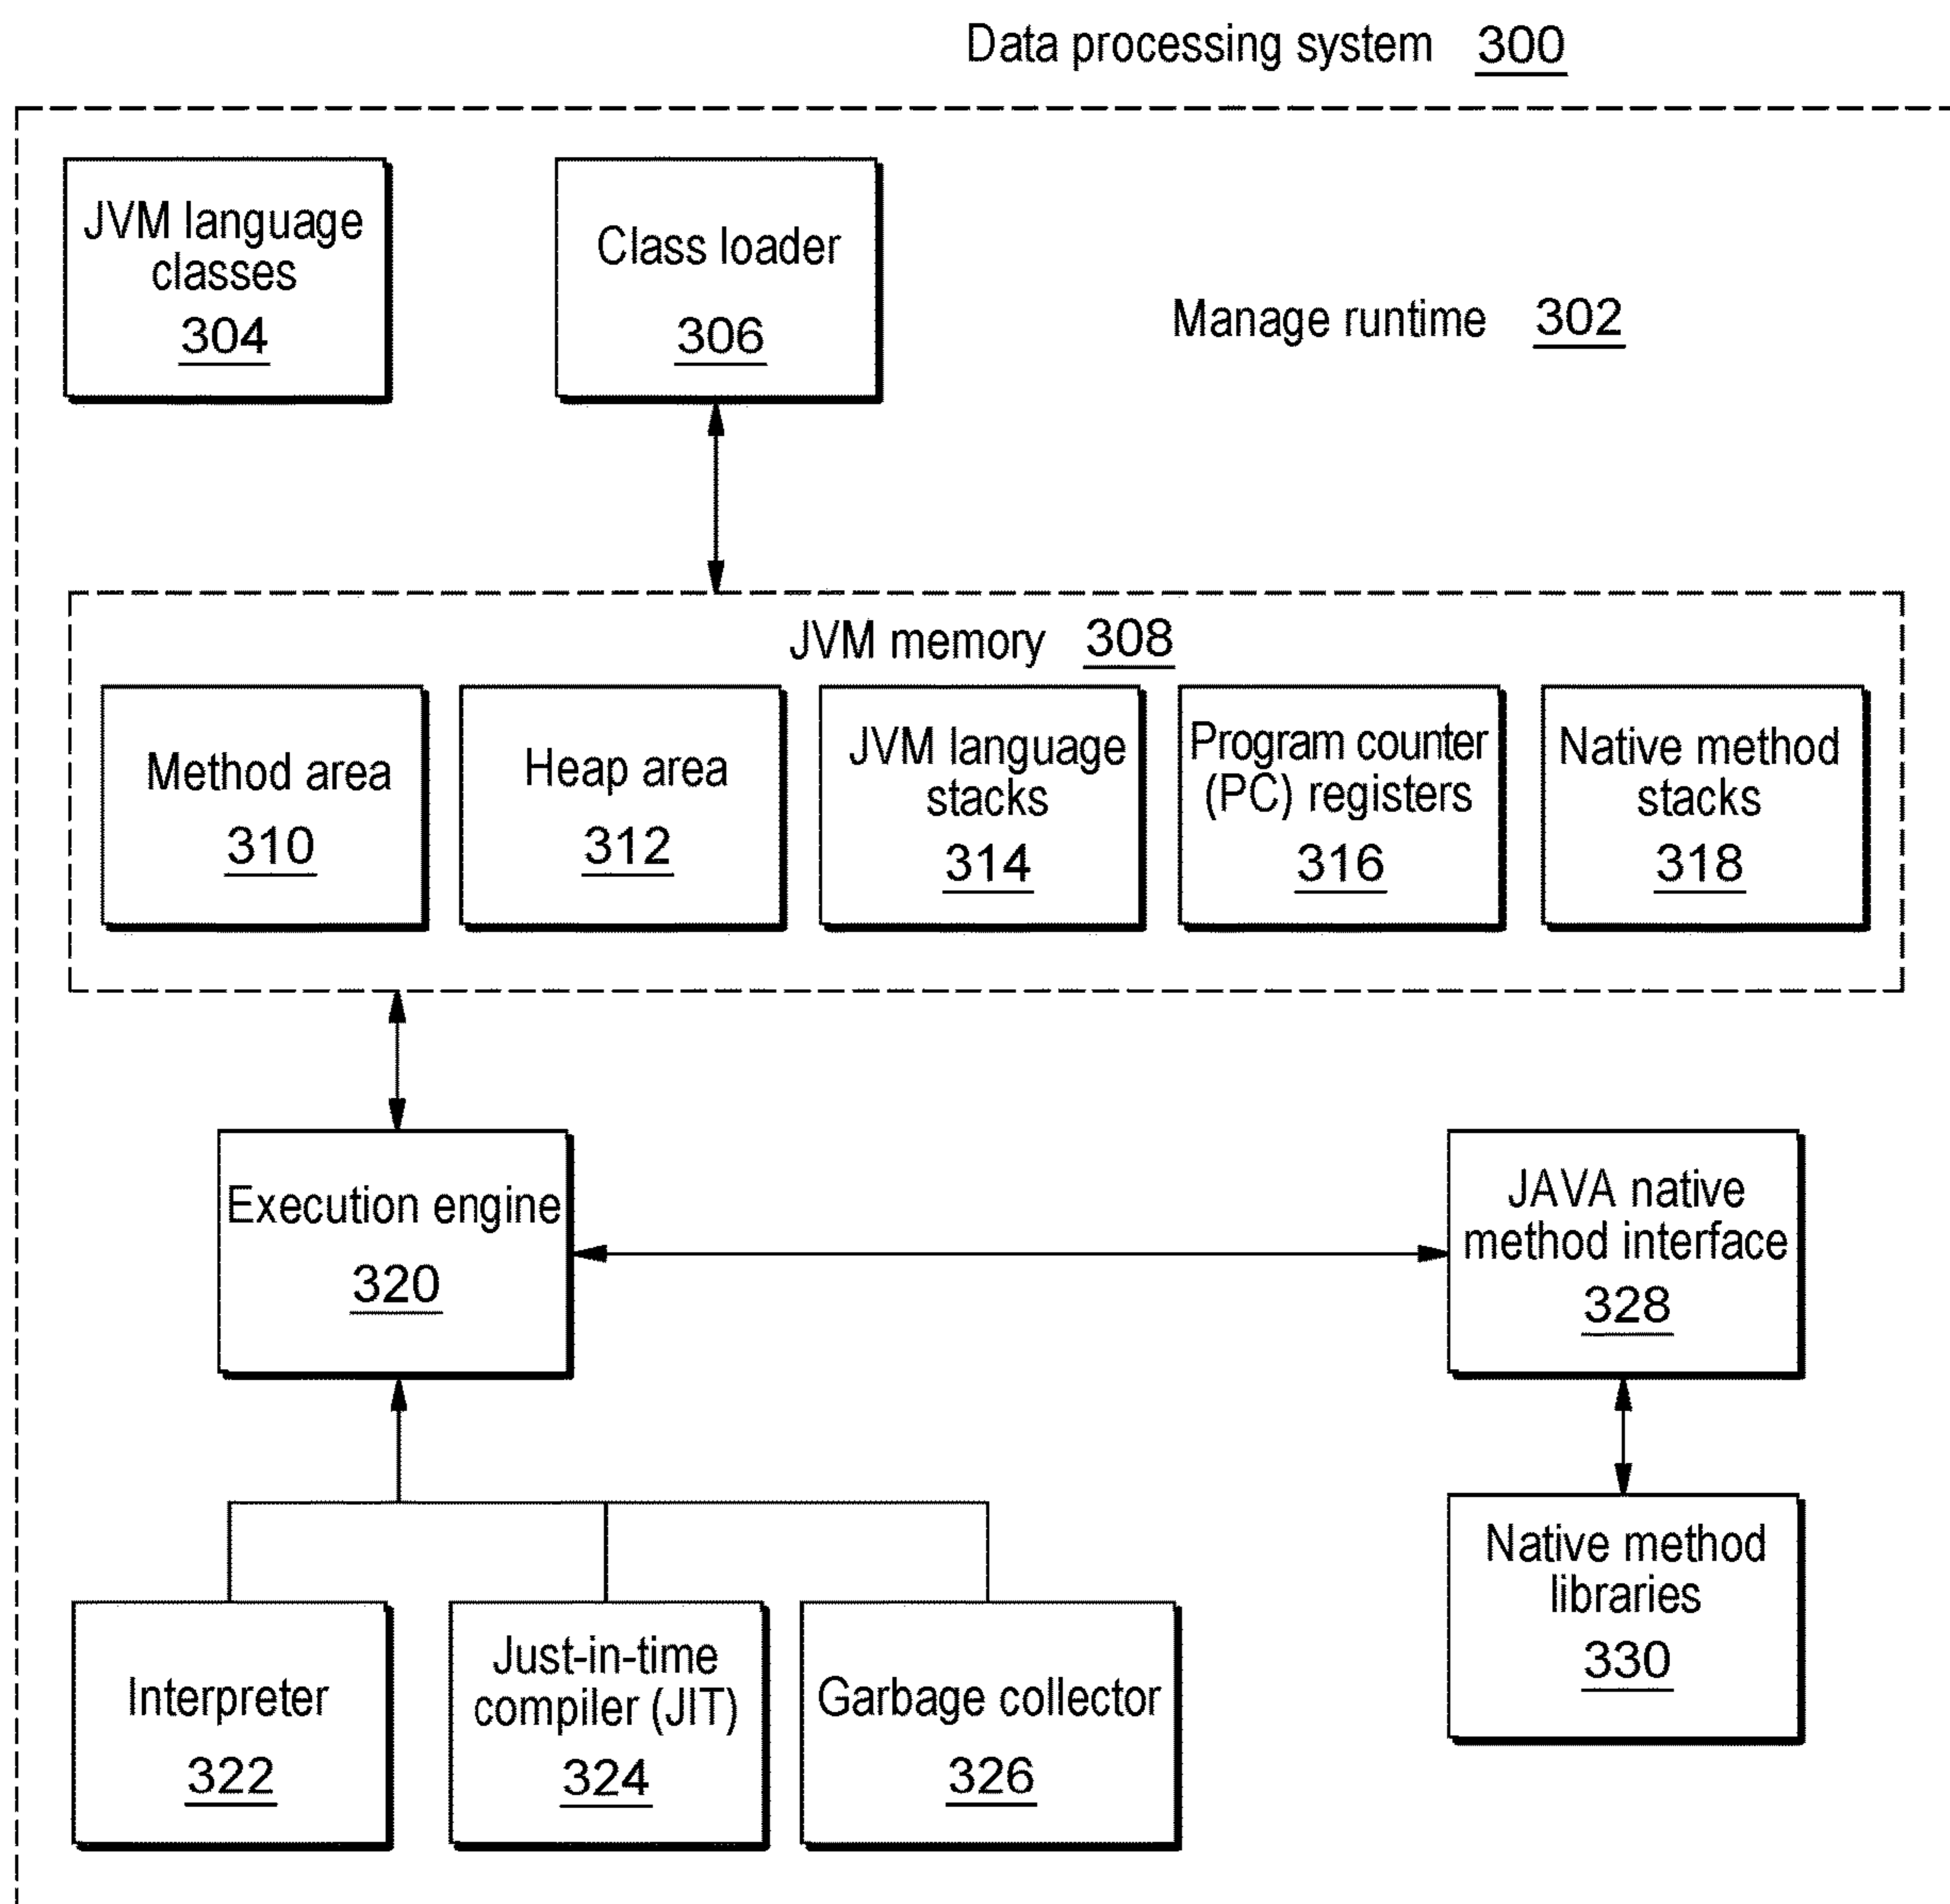 Data processing system 300
JVM language
classes
304
Class loader
306
Manage runtime 302
JVM memory 308
Method area
310
Heap area
312
JVM language
stacks
314
Program counter
(PC) registers
316
Native method
stacks
318
Execution engine
320
JAVA native
method interface
328
Interpreter
322
Just-in-time
compiler (JIT)
324
Garbage collector
326
Native method
libraries
330